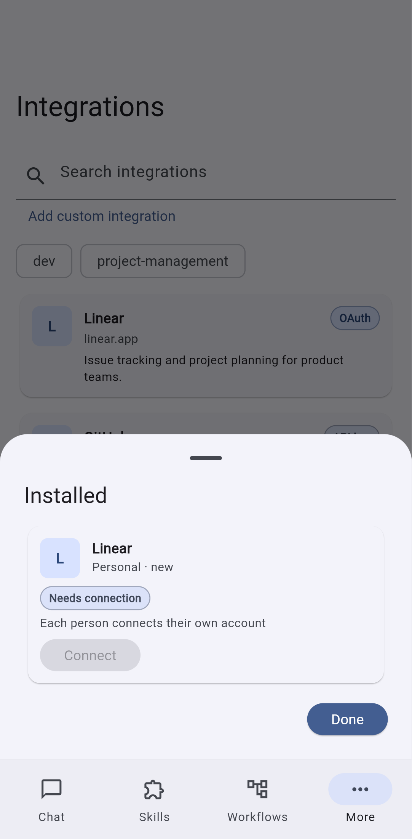 Integrations
Search integrations
Add custom integration
dev
project-management
L
Linear
OAuth
linear.app
Issue tracking and project planning for product
teams.
Installed
L
Linear
Personal · new
Needs connection
Each person connects their own account
Connect
Done
Chat
Skills
Workflows
More